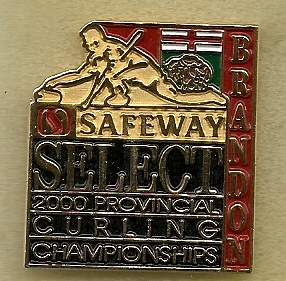 SAFEWAY
SELECT
2000 PROVINCIAL
CURLING
CHAMPIONSHIPS
BRANDON